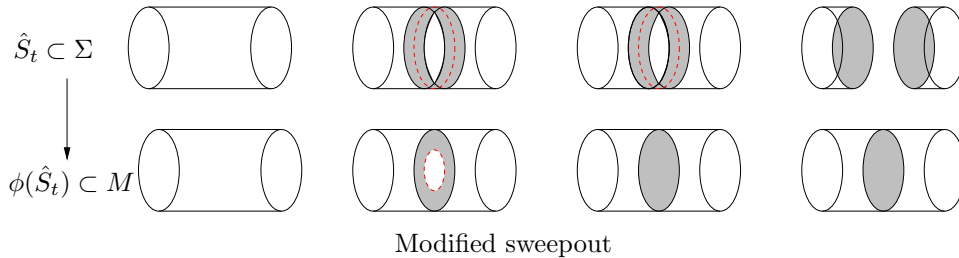 Ŝ_t ⊂ Σ
ϕ(Ŝ_t) ⊂ M
Modified sweepout